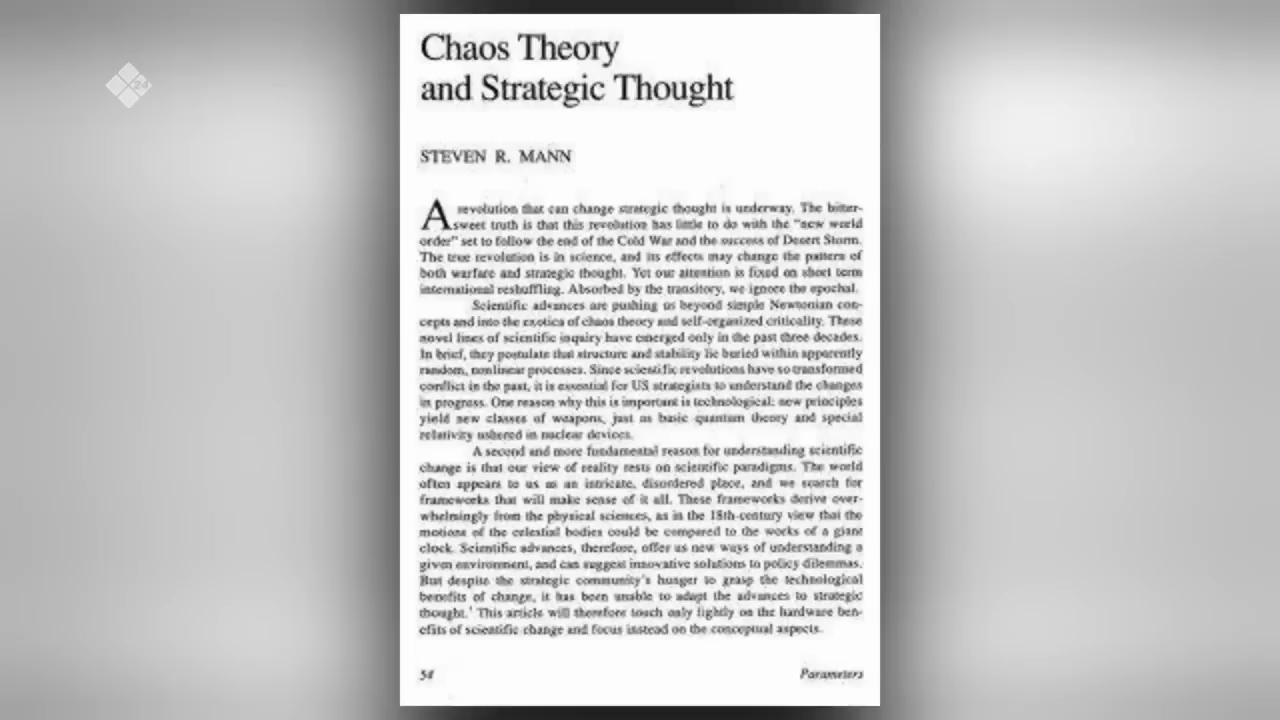 24
Chaos Theory
and Strategic Thought
STEVEN R. MANN
A revolution that can change strategic thought is underway. The bitter-
sweet truth is that this revolution has little to do with the "new world
order" set to follow the end of the Cold War and the success of Desert Storm.
The true revolution is in science, and its effects may change the pattern of
both warfare and strategic thought. Yet our attention is fixed on short term
international reshuffling. Absorbed by the transitory, we ignore the epochal.
Scientific advances are pushing us beyond simple Newtonian con-
cepts and into the exotica of chaos theory and self-organized criticality. These
novel lines of scientific inquiry have emerged only in the past three decades.
In brief, they postulate that structure and stability lie buried within apparently
random, nonlinear processes. Since scientific revolutions have so transformed
conflict in the past, it is essential for US strategists to understand the changes
in progress. One reason why this is important is technological: new principles
yield new classes of weapons, just as basic quantum theory and special
relativity ushered in nuclear devices.
A second and more fundamental reason for understanding scientific
change is that our view of reality rests on scientific paradigms. The world
often appears to us as an intricate, disordered place, and we search for
frameworks that will make sense of it all. These frameworks derive over-
whelmingly from the physical sciences, as in the 18th-century view that the
motions of the celestial bodies could be compared to the works of a giant
clock. Scientific advances, therefore, offer us new ways of understanding a
given environment, and can suggest innovative solutions to policy dilemmas.
But despite the strategic community's hunger to grasp the technological
benefits of change, it has been unable to adapt the advances to strategic
thought.¹ This article will therefore touch only lightly on the hardware ben-
efits of scientific change and focus instead on the conceptual aspects.
54
Parameters